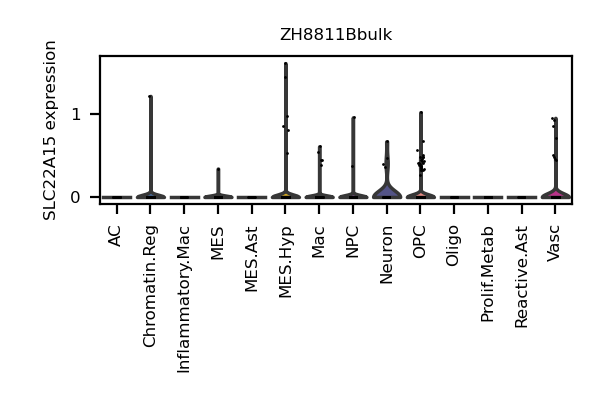 ZH8811Bbulk
SLC22A15 expression
1
0
AC
Chromatin.Reg
Inflammatory.Mac
MES
MES.Ast
MES.Hyp
Mac
NPC
Neuron
OPC
Oligo
Prolif.Metab
Reactive.Ast
Vasc